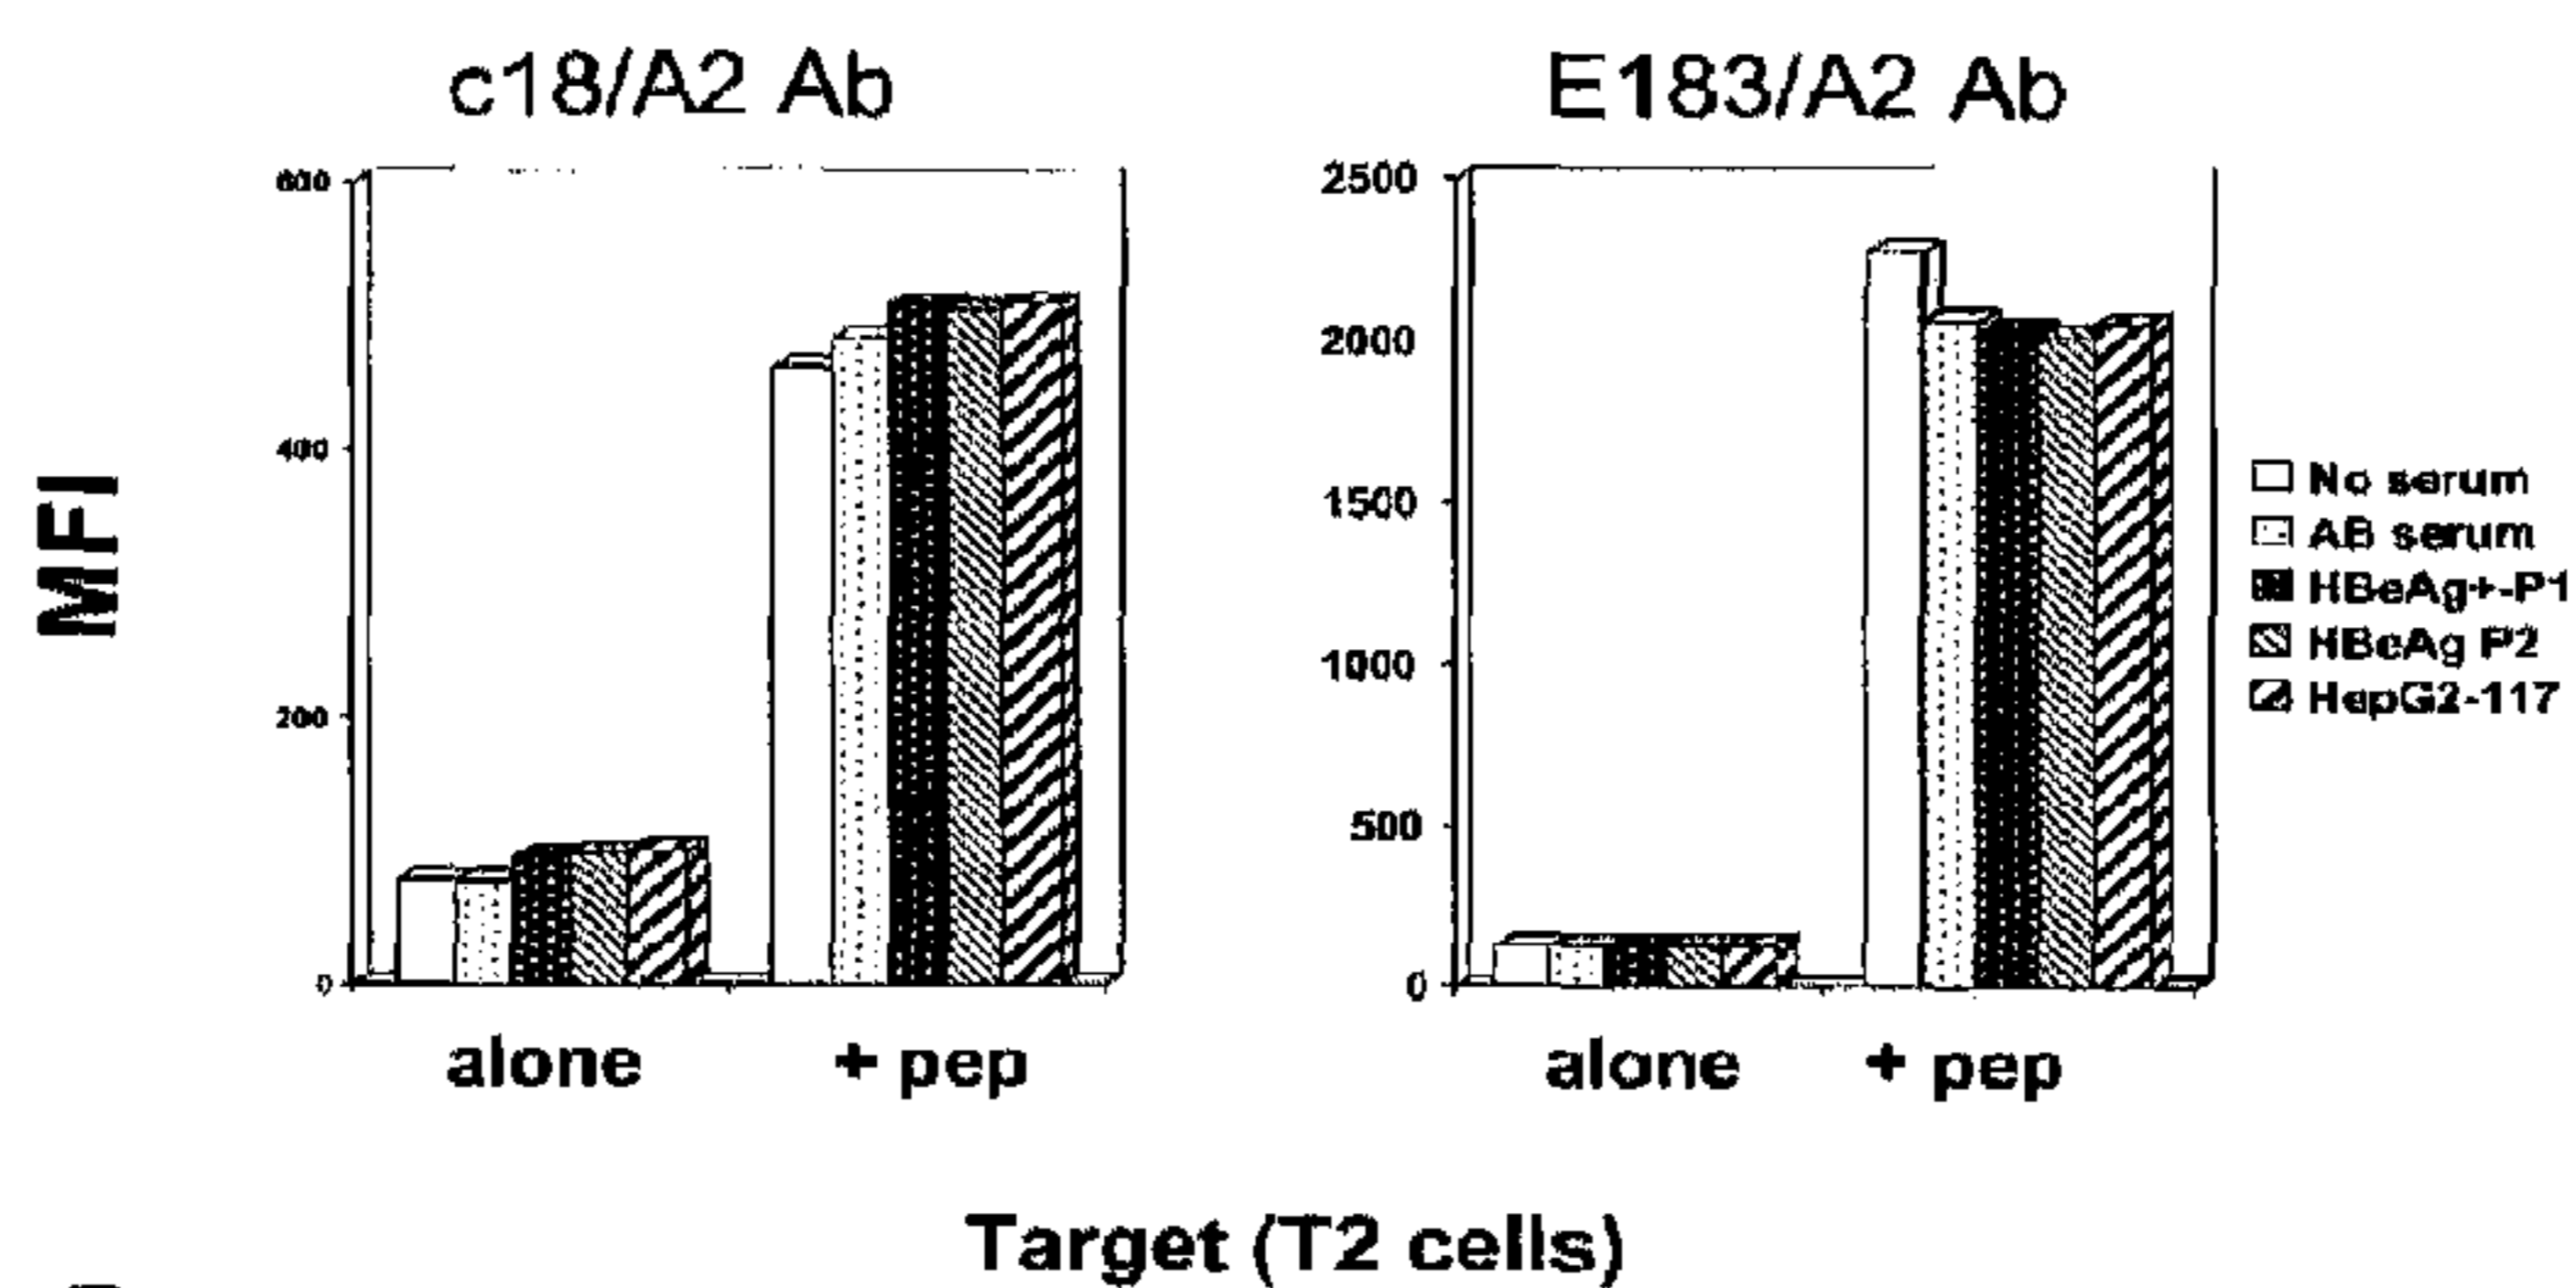 c18/A2 Ab
E183/A2 Ab
MFI
600
400
200
0
alone
+ pep
2500
2000
1500
1000
500
0
alone
+ pep
No serum
AB serum
HBeAg+-P1
HBeAg P2
HepG2-117
Target (T2 cells)